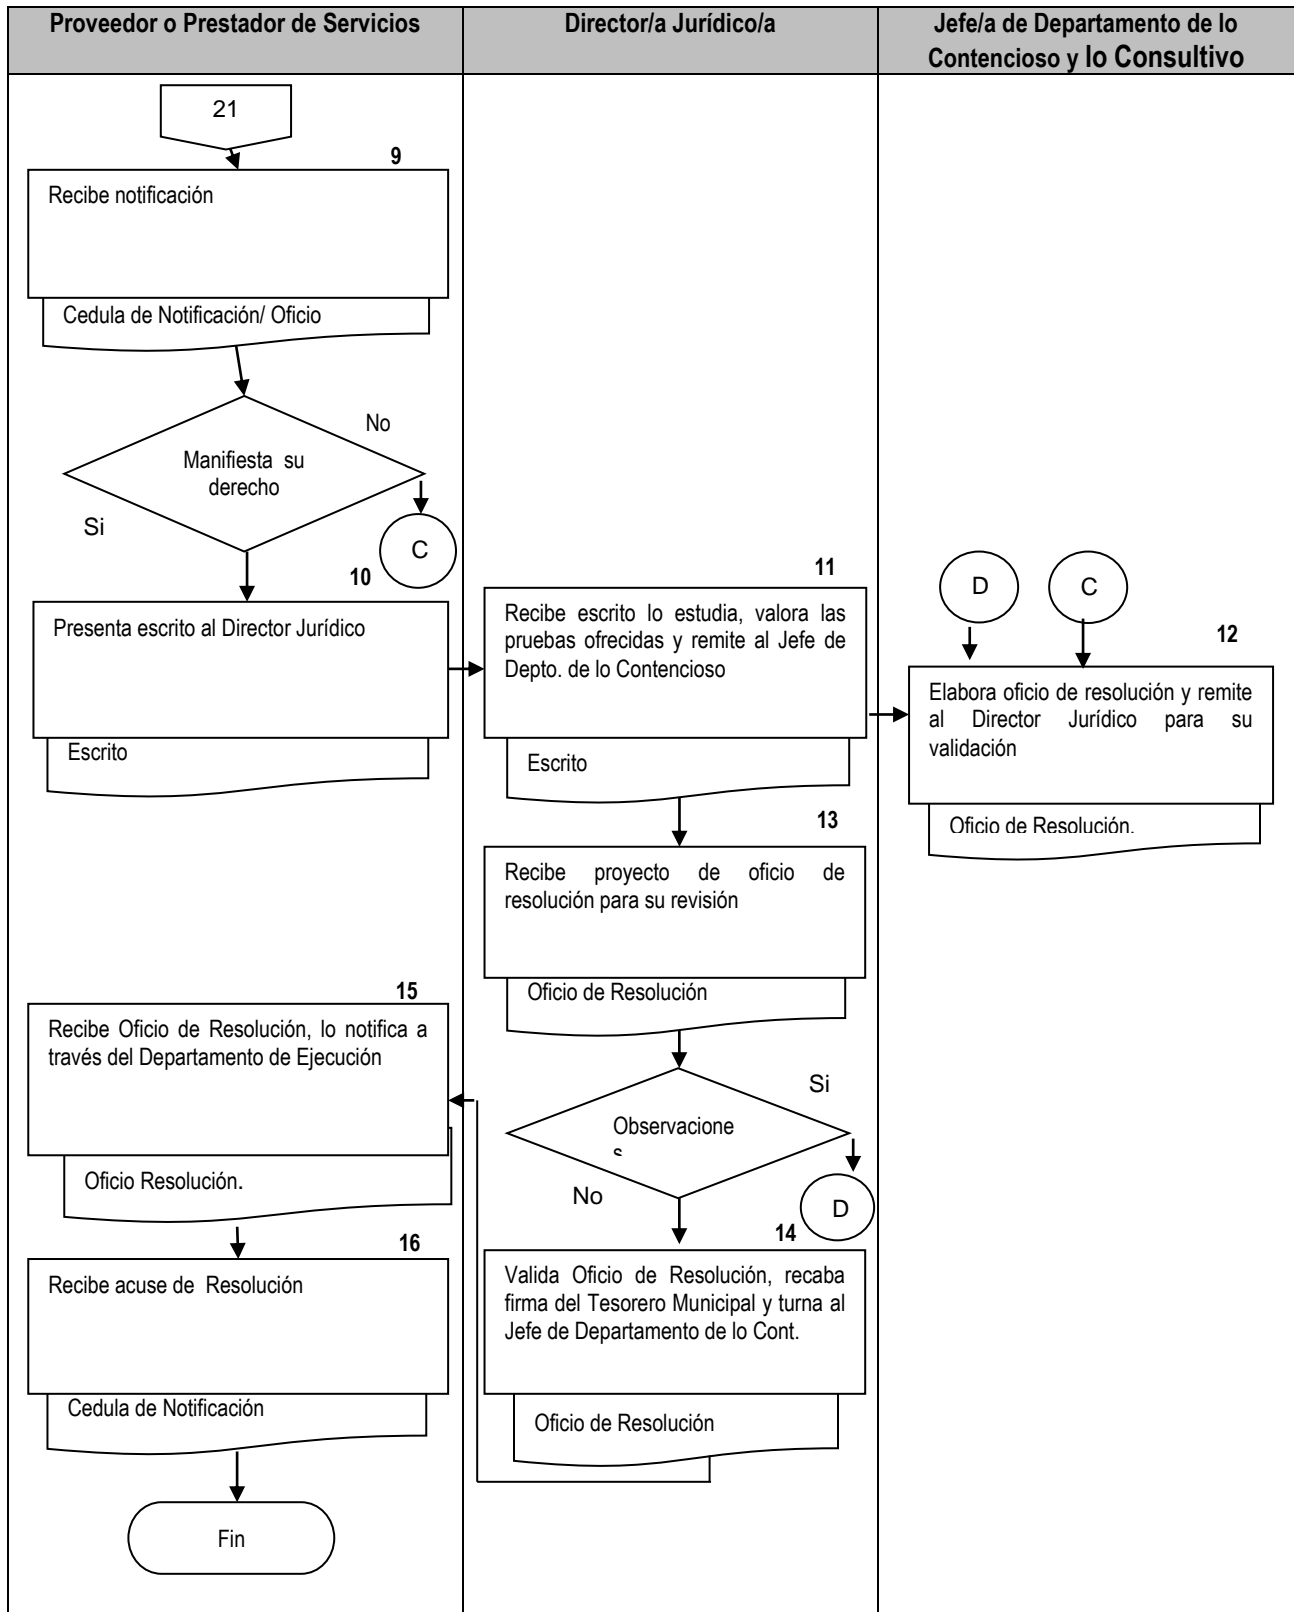 Proveedor o Prestador de Servicios
Director/a Jurídico/a
Jefe/a de Departamento de lo
Contencioso y lo Consultivo
21
9
Recibe notificación
Cedula de Notificación/ Oficio
No
Manifiesta su
derecho
Si
C
10
Presenta escrito al Director Jurídico
Escrito
11
Recibe escrito lo estudia, valora las
pruebas ofrecidas y remite al Jefe de
Depto. de lo Contencioso
Escrito
D
C
12
Elabora oficio de resolución y remite
al Director Jurídico para su
validación
Oficio de Resolución.
13
Recibe proyecto de oficio de
resolución para su revisión
Oficio de Resolución
Si
Observacione
s
No
D
14
Valida Oficio de Resolución, recaba
firma del Tesorero Municipal y turna al
Jefe de Departamento de lo Cont.
Oficio de Resolución
15
Recibe Oficio de Resolución, lo notifica a
través del Departamento de Ejecución
Oficio Resolución.
16
Recibe acuse de Resolución
Cedula de Notificación
Fin